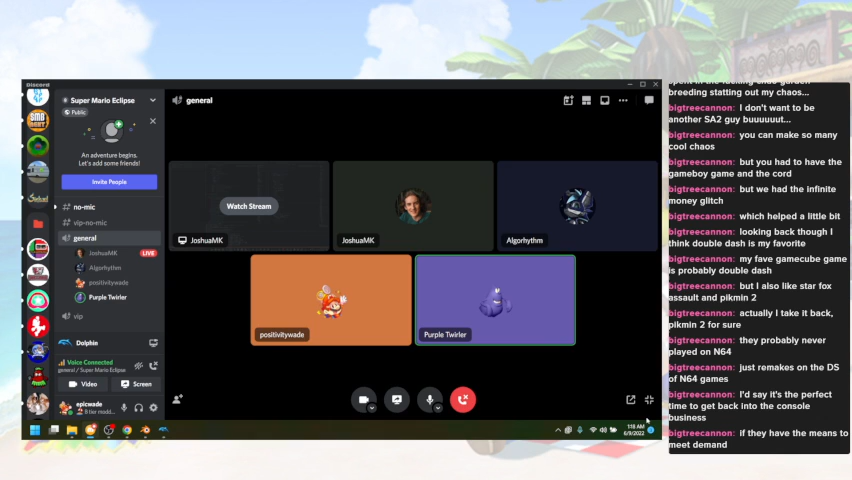 Discord
Super Mario Eclipse
Public
An adventure begins.
Let's add some friends!
Invite People
no-mic
vip-no-mic
general
JoshuaMK
LIVE
Algorhythm
positivitywade
Purple Twirler
vip
Dolphin
Voice Connected
general / Super Mario Eclipse
Video
Screen
epicwade
general
Watch Stream
JoshuaMK
JoshuaMK
Algorhythm
positivitywade
Purple Twirler
1:18 AM
6/9/2022
breeding statting out my chaos...
bigtreecannon: I don't want to be
another SA2 guy buuuuuut...
bigtreecannon: you can make so many
cool chaos
bigtreecannon: but you had to have the
gameboy game and the cord
bigtreecannon: but we had the infinite
money glitch
bigtreecannon: which helped a little bit
bigtreecannon: looking back though I
think double dash is my favorite
bigtreecannon: my fave gamecube game
is probably double dash
bigtreecannon: but I also like star fox
assault and pikmin 2
bigtreecannon: actually I take it back,
pikmin 2 for sure
bigtreecannon: they probably never
played on N64
bigtreecannon: just remakes on the DS
of N64 games
bigtreecannon: I'd say it's the perfect
time to get back into the console
business
bigtreecannon: if they have the means to
meet demand